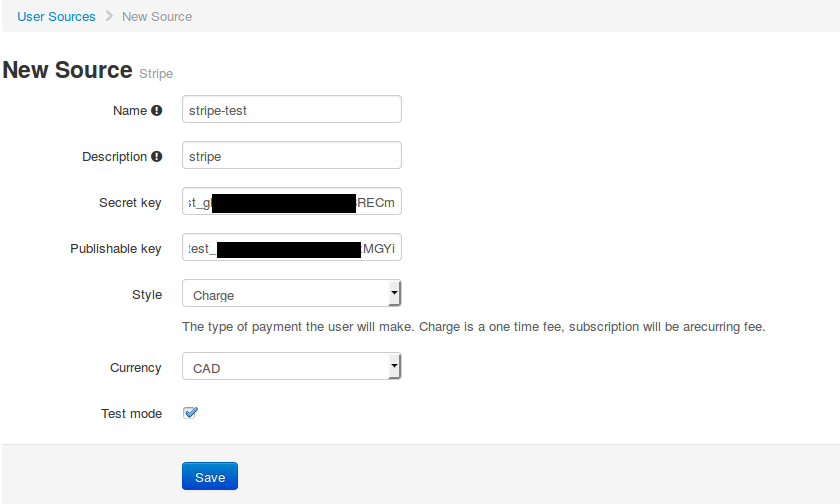 User Sources > New Source
New Source Stripe
Name
stripe-test
Description
stripe
Secret key
st_g RECm
Publishable key
test_ MGYi
Style
Charge
The type of payment the user will make. Charge is a one time fee, subscription will be arecurring fee.
Currency
CAD
Test mode
Save